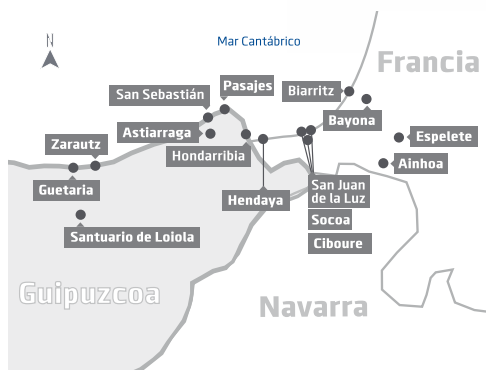 N
Mar Cantábrico
Francia
Pasajes
San Sebastián
Biarritz
Bayona
Astiarraga
Espelete
Zarautz
Hondarribia
Ainhoa
Guetaria
Hendaya
San Juan
de la Luz
Socoa
Santuario de Loiola
Ciboure
Guipuzcoa
Navarra